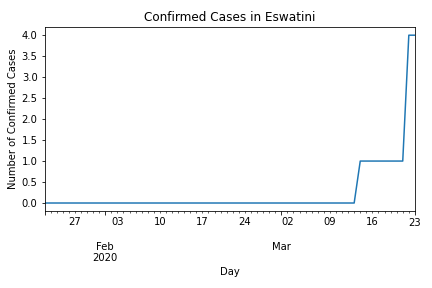 Confirmed Cases in Eswatini
Number of Confirmed Cases
4.0
3.5
3.0
2.5
2.0
1.5
1.0
0.5
0.0
27 03 10 17 24 02 09 16 23
Feb Mar
2020
Day